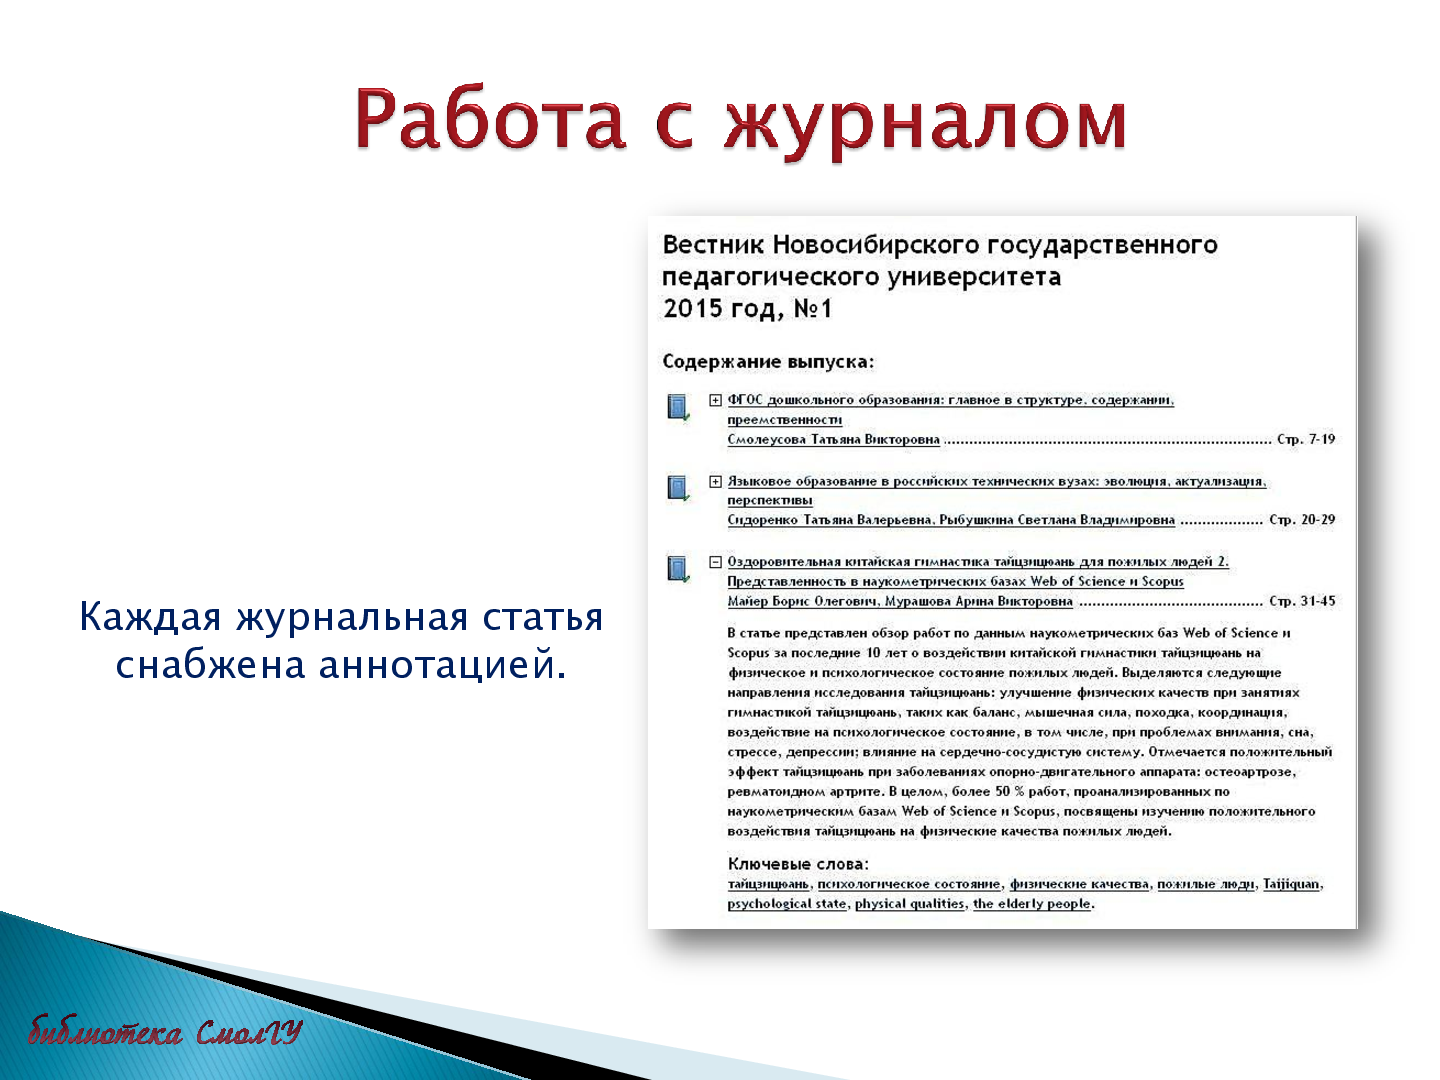 Работа с журналом
Вестник Новосибирского государственного
педагогического университета
2015 год, №1
Содержание выпуска:
ФГОС дошкольного образования: главное в структуре, содержании,
преемственности
Смолеусова Татьяна Викторовна ............................................................................. Стр. 7-19
Языковое образование в российских технических вузах: эволюция, актуализация,
перспективы
Сидоренко Татьяна Валерьевна, Рыбушкина Светлана Владимировна ................... Стр. 20-29
Оздоровительная китайская гимнастика тайцзицюань для пожилых людей 2.
Представленность в наукометрических базах Web of Science и Scopus
Майер Борис Олегович, Мурашова Арина Викторовна ........................................... Стр. 31-45
В статье представлен обзор работ по данным наукометрических баз Web of Science и
Scopus за последние 10 лет о воздействии китайской гимнастики тайцзицюань на
физическое и психологическое состояние пожилых людей. Выделяются следующие
направления исследования тайцзицюань: улучшение физических качеств при занятиях
гимнастикой тайцзицюань, таких как баланс, мышечная сила, походка, координация,
воздействие на психологическое состояние, в том числе, при проблемах внимания, сна,
стрессе, депрессии; влияние на сердечно-сосудистую систему. Отмечается положительный
эффект тайцзицюань при заболеваниях опорно-двигательного аппарата: остеоартрозе,
ревматоидном артрите. В целом, более 50 % работ, проанализированных по
наукометрическим базам Web of Science и Scopus, посвящены изучению положительного
воздействия тайцзицюань на физические качества пожилых людей.
Ключевые слова:
тайцзицюань, психологическое состояние, физические качества, пожилые люди, Taijiquan,
psychological state, physical qualities, the elderly people.
Каждая журнальная статья
снабжена аннотацией.
библиотека СмолГУ